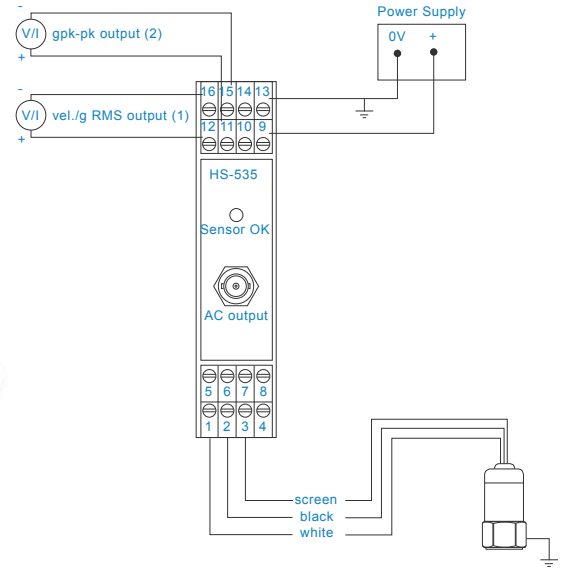 Power Supply
0V +
-
V/I gpk-pk output (2)
+
-
V/I vel./g RMS output (1)
+
16 15 14 13
12 11 10 9
HS-535
Sensor OK
AC output
5 6 7 8
1 2 3 4
screen
black
white